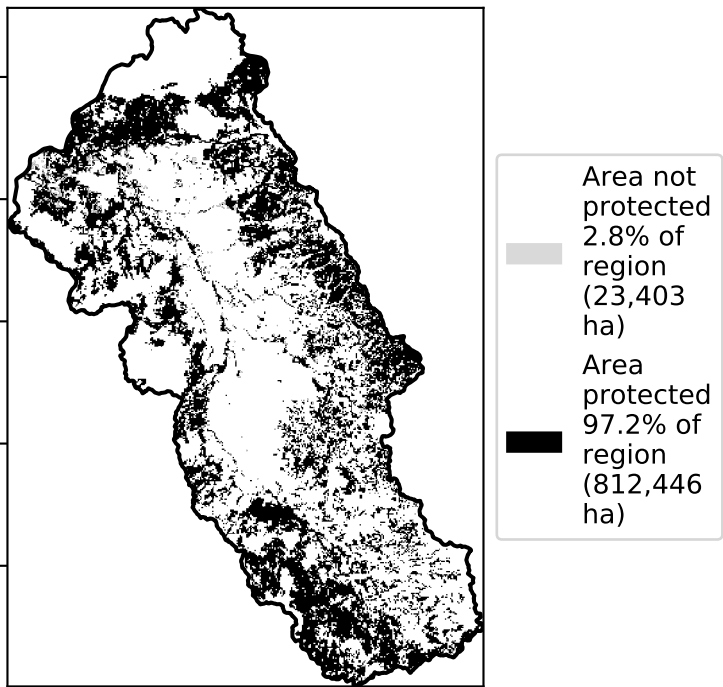 Area not
protected
2.8% of
region
(23,403
ha)
Area
protected
97.2% of
region
(812,446
ha)